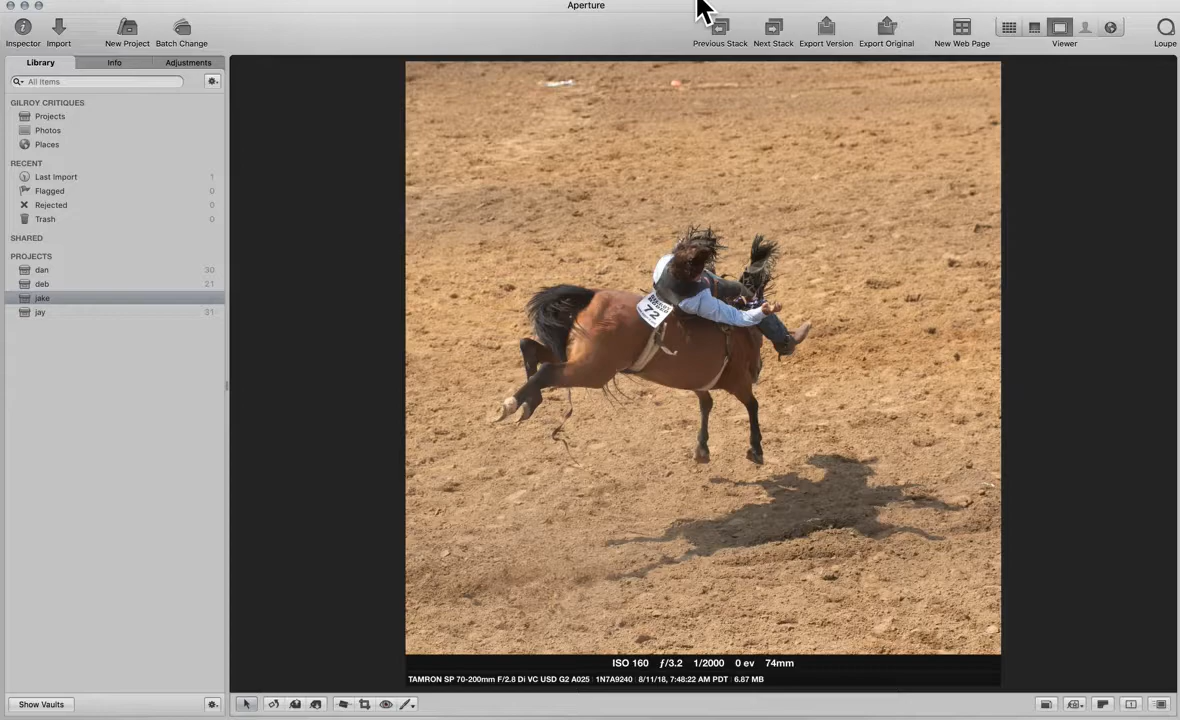 Aperture
Inspector Import New Project Batch Change Previous Stack Next Stack Export Version Export Original New Web Page Viewer Loupe
Library Info Adjustments
All Items
GILROY CRITIQUES
Projects
Photos
Places
RECENT
Last Import 1
Flagged 0
Rejected 0
Trash 0
SHARED
PROJECTS
dan 30
deb 21
jake
jay 31
72
ISO 160 ƒ/3.2 1/2000 0 ev 74mm
TAMRON SP 70-200mm F/2.8 Di VC USD G2 A025 | 1N7A9240 | 8/11/18, 7:48:22 AM PDT | 6.87 MB
Show Vaults